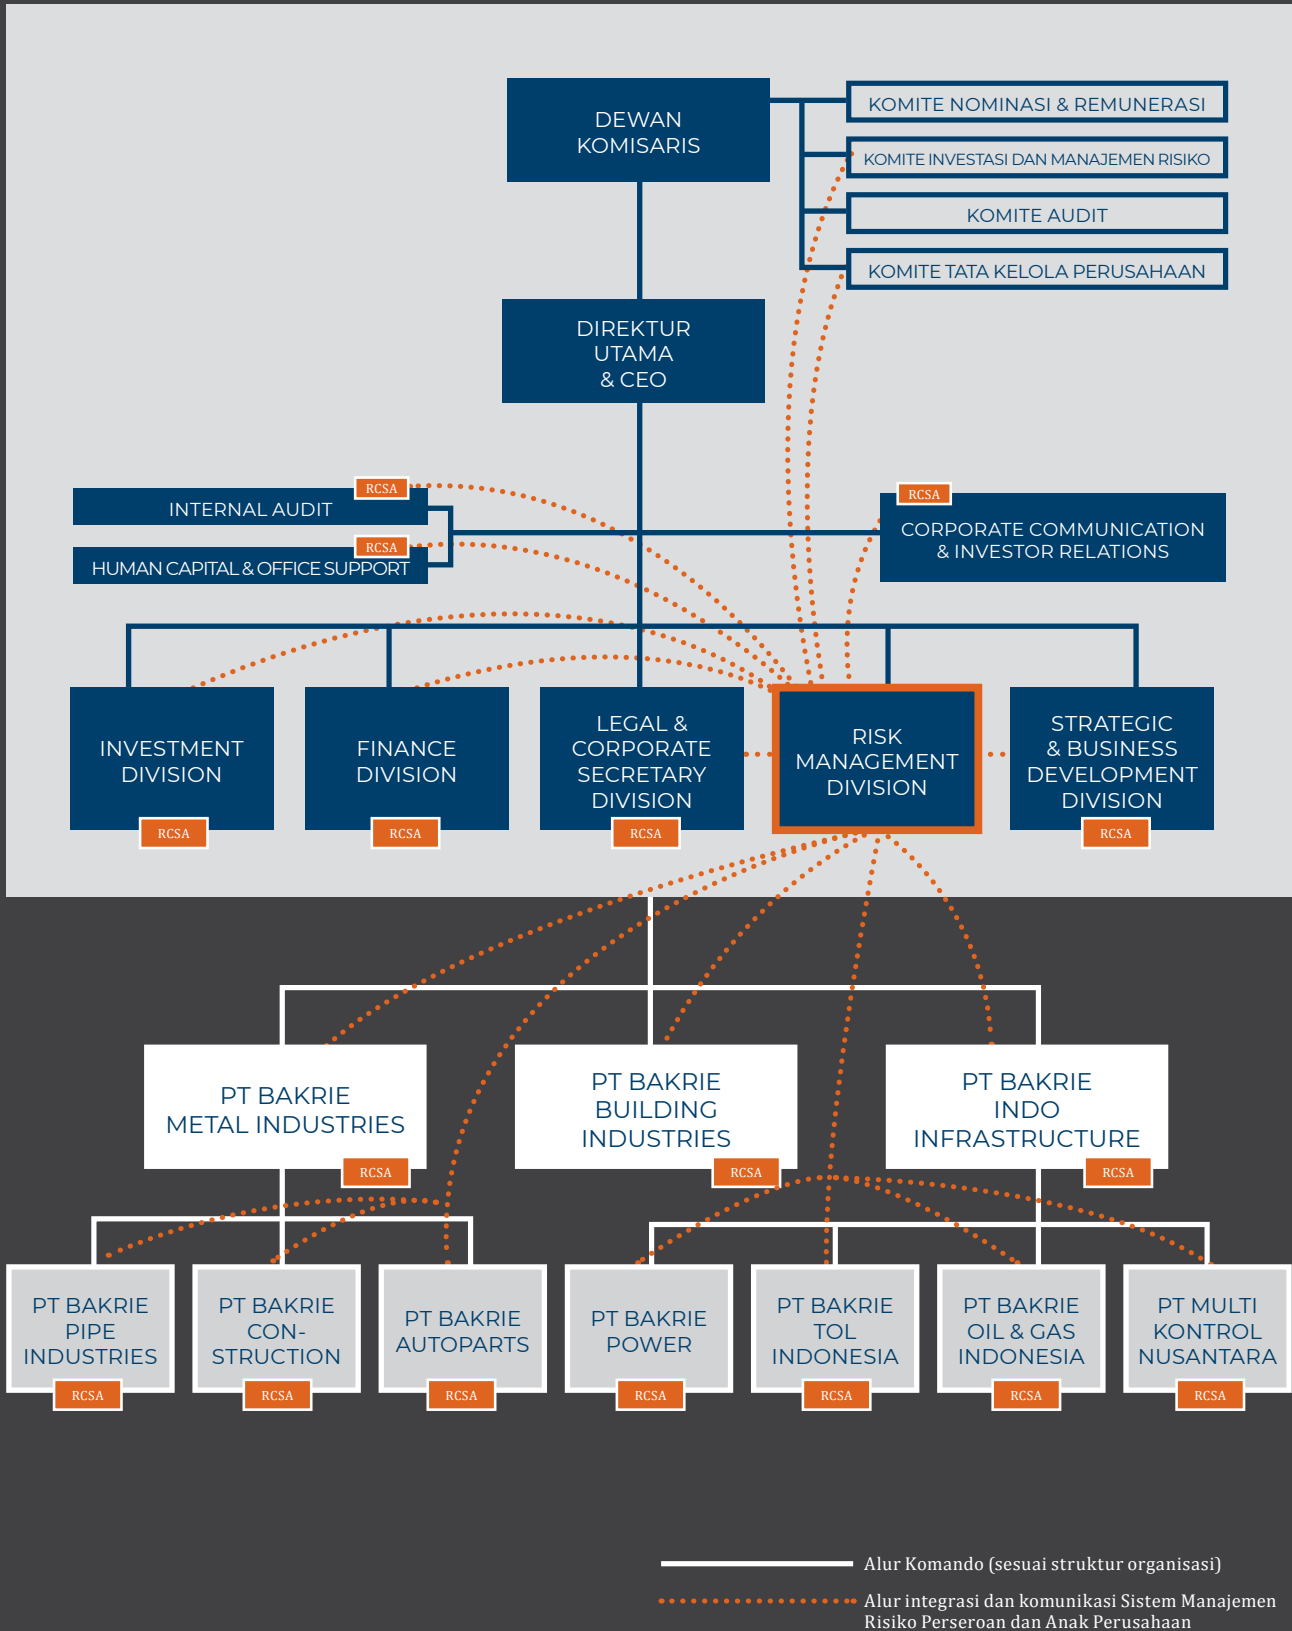 DEWAN
KOMISARIS
KOMITE NOMINASI & REMUNERASI
KOMITE INVESTASI DAN MANAJEMEN RISIKO
KOMITE AUDIT
KOMITE TATA KELOLA PERUSAHAAN
DIREKTUR
UTAMA
& CEO
RCSA
INTERNAL AUDIT
RCSA
HUMAN CAPITAL & OFFICE SUPPORT
RCSA
CORPORATE COMMUNICATION
& INVESTOR RELATIONS
INVESTMENT
DIVISION
RCSA
FINANCE
DIVISION
RCSA
LEGAL &
CORPORATE
SECRETARY
DIVISION
RCSA
RISK
MANAGEMENT
DIVISION
STRATEGIC
& BUSINESS
DEVELOPMENT
DIVISION
RCSA
PT BAKRIE
METAL INDUSTRIES
RCSA
PT BAKRIE
BUILDING
INDUSTRIES
RCSA
PT BAKRIE
INDO
INFRASTRUCTURE
RCSA
PT BAKRIE
PIPE
INDUSTRIES
RCSA
PT BAKRIE
CON-
STRUCTION
RCSA
PT BAKRIE
AUTOPARTS
RCSA
PT BAKRIE
POWER
RCSA
PT BAKRIE
TOL
INDONESIA
RCSA
PT BAKRIE
OIL & GAS
INDONESIA
RCSA
PT MULTI
KONTROL
NUSANTARA
RCSA
Alur Komando (sesuai struktur organisasi)
Alur integrasi dan komunikasi Sistem Manajemen
Risiko Perseroan dan Anak Perusahaan